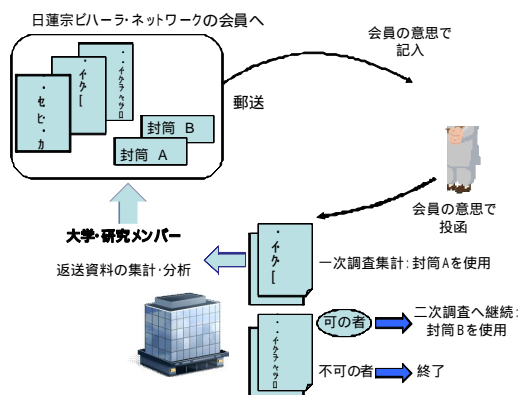 日蓮宗ビハーラ・ネットワークの会員へ
会員の意思で
記入
郵送
封筒 B
封筒 A
会員の意思で
投函
大学・研究メンバー
返送資料の集計・分析
一次調査集計：封筒Aを使用
可の者
二次調査へ継続：
封筒Bを使用
不可の者
終了